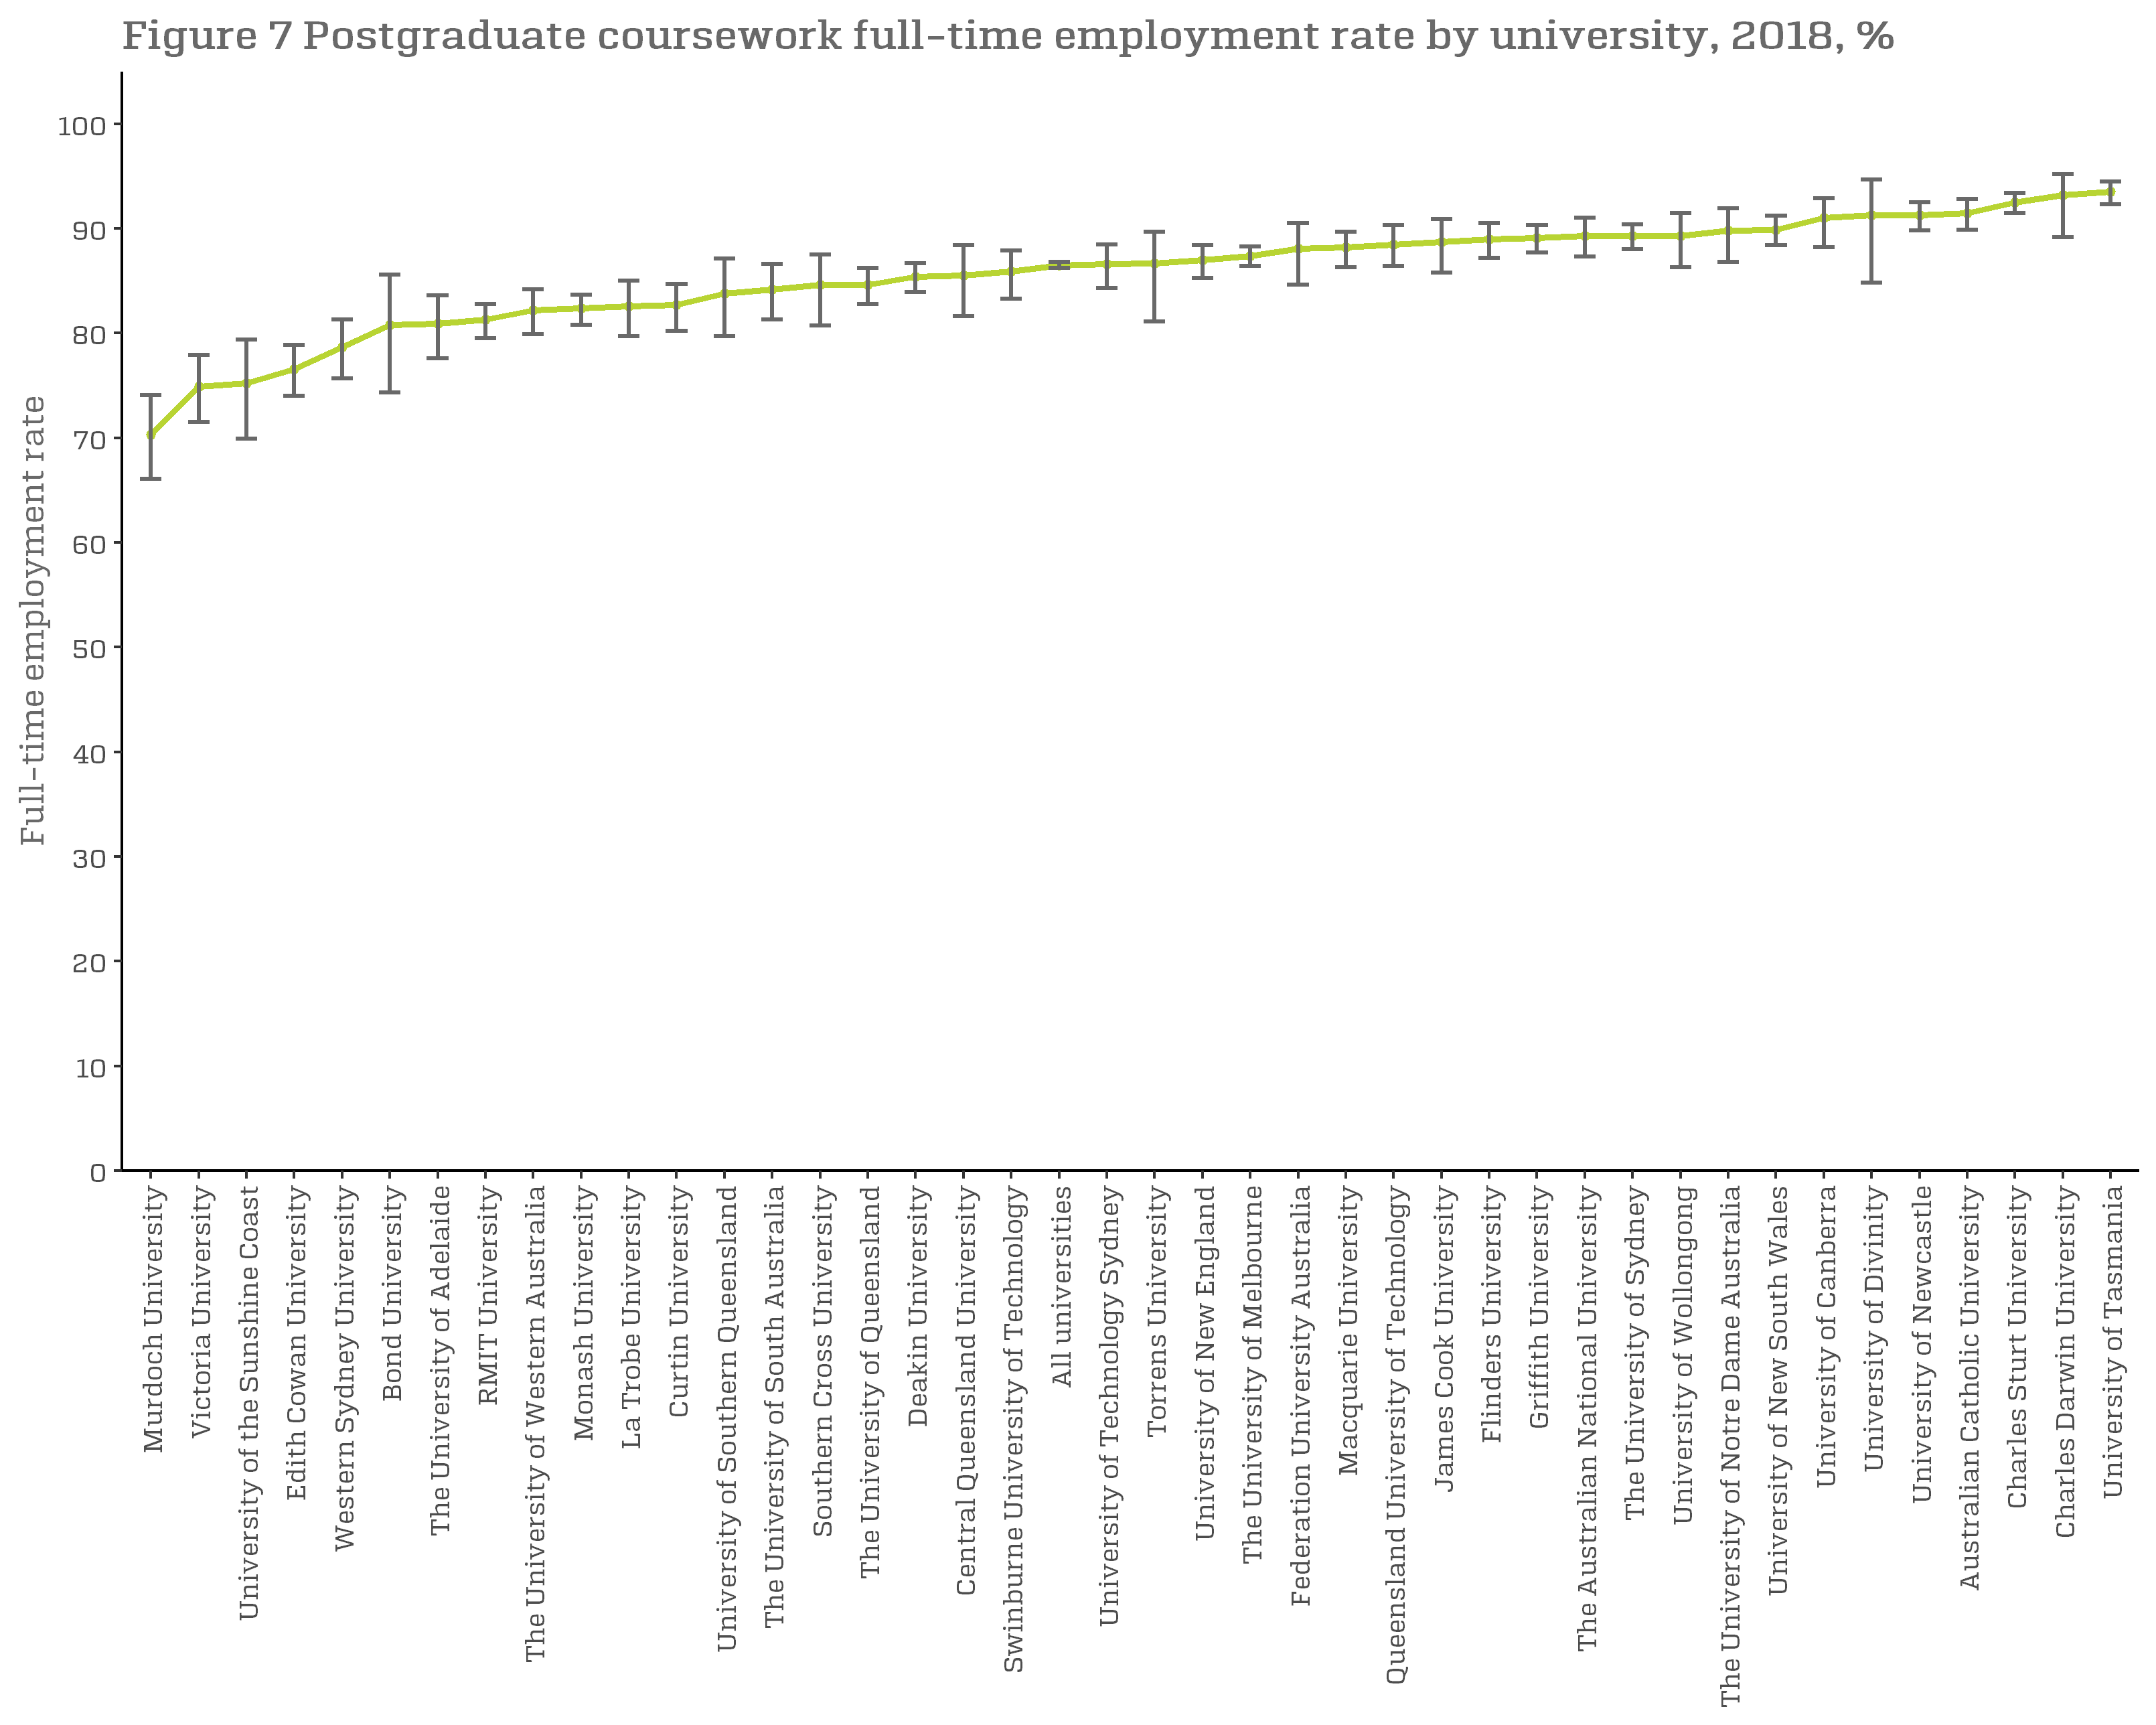 Figure 7 Postgraduate coursework full-time employment rate by university, 2018, %
Full-time employment rate
100
90
80
70
60
50
40
30
20
10
0
Murdoch University
Victoria University
University of the Sunshine Coast
Edith Cowan University
Western Sydney University
Bond University
The University of Adelaide
RMIT University
The University of Western Australia
Monash University
La Trobe University
Curtin University
University of Southern Queensland
The University of South Australia
Southern Cross University
The University of Queensland
Deakin University
Central Queensland University
Swinburne University of Technology
All universities
University of Technology Sydney
Torrens University
University of New England
The University of Melbourne
Federation University Australia
Macquarie University
Queensland University of Technology
James Cook University
Flinders University
Griffith University
The Australian National University
The University of Sydney
University of Wollongong
The University of Notre Dame Australia
University of New South Wales
University of Canberra
University of Divinity
University of Newcastle
Australian Catholic University
Charles Sturt University
Charles Darwin University
University of Tasmania